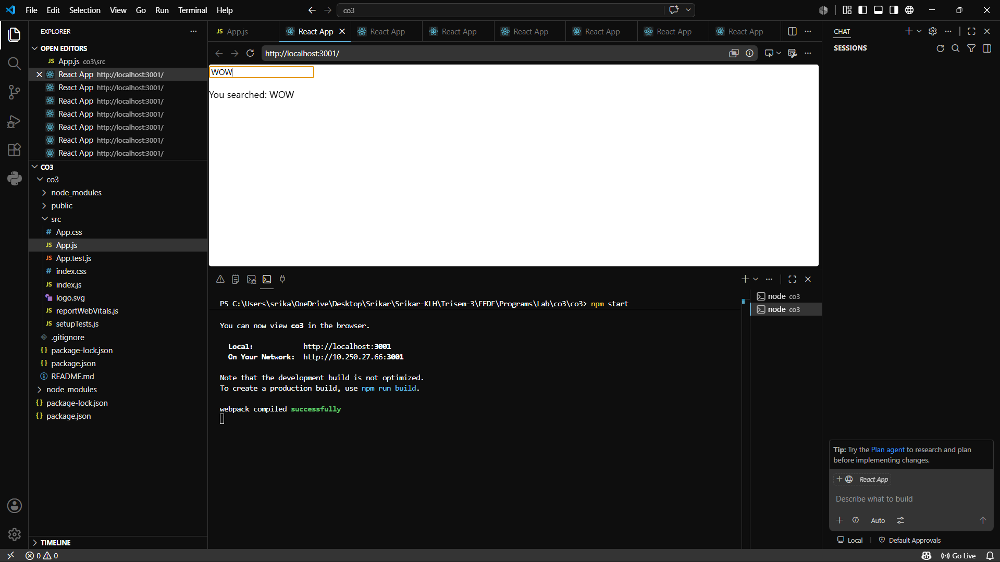 File Edit Selection View Go Run Terminal Help
co3
EXPLORER
OPEN EDITORS
JS App.js co3\src
React App http://localhost:3001/
React App http://localhost:3001/
React App http://localhost:3001/
React App http://localhost:3001/
React App http://localhost:3001/
React App http://localhost:3001/
React App http://localhost:3001/
CO3
co3
node_modules
public
src
# App.css
JS App.js
JS App.test.js
# index.css
JS index.js
logo.svg
JS reportWebVitals.js
JS setupTests.js
.gitignore
{} package-lock.json
{} package.json
README.md
node_modules
{} package-lock.json
{} package.json
TIMELINE
JS App.js
React App
React App
React App
React App
React App
React App
React App
http://localhost:3001/
WOW
You searched: WOW
PS C:\Users\srika\OneDrive\Desktop\Srikar\Srikar-KLH\Trisem-3\FEDF\Programs\Lab\co3\co3> npm start
You can now view co3 in the browser.
Local: http://localhost:3001
On Your Network: http://10.250.27.66:3001
Note that the development build is not optimized.
To create a production build, use npm run build.
webpack compiled successfully
node co3
node co3
CHAT
SESSIONS
Tip: Try the Plan agent to research and plan
before implementing changes.
React App
Describe what to build
Auto
Local
Default Approvals
0 0
Go Live